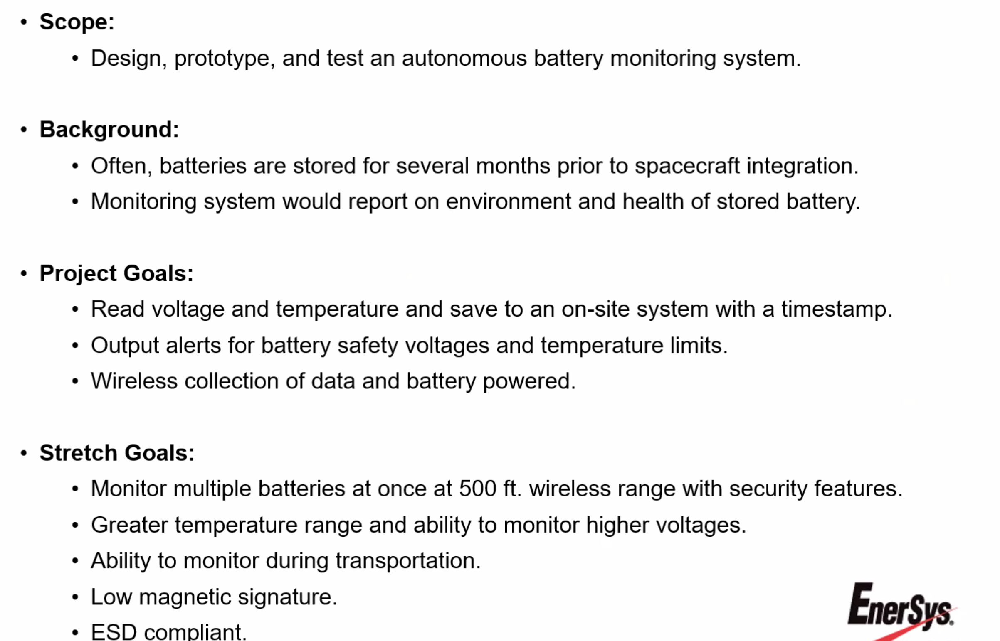 • Scope:
• Design, prototype, and test an autonomous battery monitoring system.
• Background:
• Often, batteries are stored for several months prior to spacecraft integration.
• Monitoring system would report on environment and health of stored battery.
• Project Goals:
• Read voltage and temperature and save to an on-site system with a timestamp.
• Output alerts for battery safety voltages and temperature limits.
• Wireless collection of data and battery powered.
• Stretch Goals:
• Monitor multiple batteries at once at 500 ft. wireless range with security features.
• Greater temperature range and ability to monitor higher voltages.
• Ability to monitor during transportation.
• Low magnetic signature.
• ESD compliant.
EnerSys®